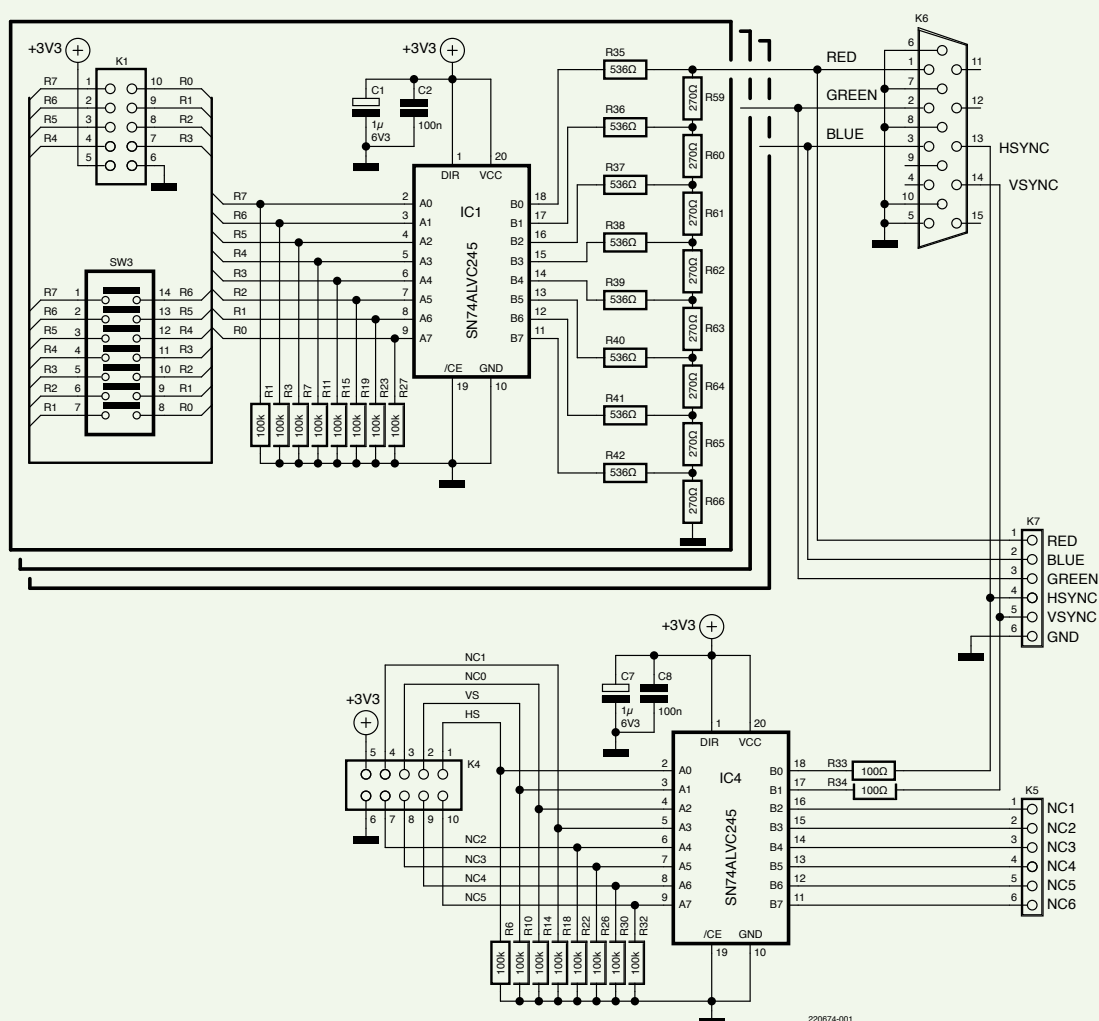 +3V3
K1
R7 1 10 R0
R6 2 9 R1
R5 3 8 R2
R4 4 7 R3
5 6
SW3
R7 1 14 R6
R6 2 13 R5
R5 3 12 R4
R4 4 11 R3
R3 5 10 R2
R2 6 9 R1
R1 7 8 R0
+3V3
C1
1µ
6V3
C2
100n
1 20
DIR VCC
IC1
SN74ALVC245
R7 2 A0 B0 18
R6 3 A1 B1 17
R5 4 A2 B2 16
R4 5 A3 B3 15
R3 6 A4 B4 14
R2 7 A5 B5 13
R1 8 A6 B6 12
R0 9 A7 B7 11
/CE GND
19 10
R1 R3 R7 R11 R15 R19 R23 R27
100k 100k 100k 100k 100k 100k 100k 100k
R35
536Ω
R36
536Ω
R37
536Ω
R38
536Ω
R39
536Ω
R40
536Ω
R41
536Ω
R42
536Ω
270Ω R59
270Ω R60
270Ω R61
270Ω R62
270Ω R63
270Ω R64
270Ω R65
270Ω R66
RED
GREEN
BLUE
K6
6
1 11
7
2 12
8
3 13
9
4 14
10
5 15
HSYNC
VSYNC
K7
1 RED
2 BLUE
3 GREEN
4 HSYNC
5 VSYNC
6 GND
+3V3
C7
1µ
6V3
C8
100n
NC1
NC0
VS
HS
+3V3
5 4 3 2 1
K4
6 7 8 9 10
NC2
NC3
NC4
NC5
1 20
DIR VCC
IC4
SN74ALVC245
2 A0 B0 18
3 A1 B1 17
4 A2 B2 16
5 A3 B3 15
6 A4 B4 14
7 A5 B5 13
8 A6 B6 12
9 A7 B7 11
/CE GND
19 10
R6 R10 R14 R18 R22 R26 R30 R32
100k 100k 100k 100k 100k 100k 100k 100k
R33
100Ω
R34
100Ω
K5
1 NC1
2 NC2
3 NC3
4 NC4
5 NC5
6 NC6
220674-001